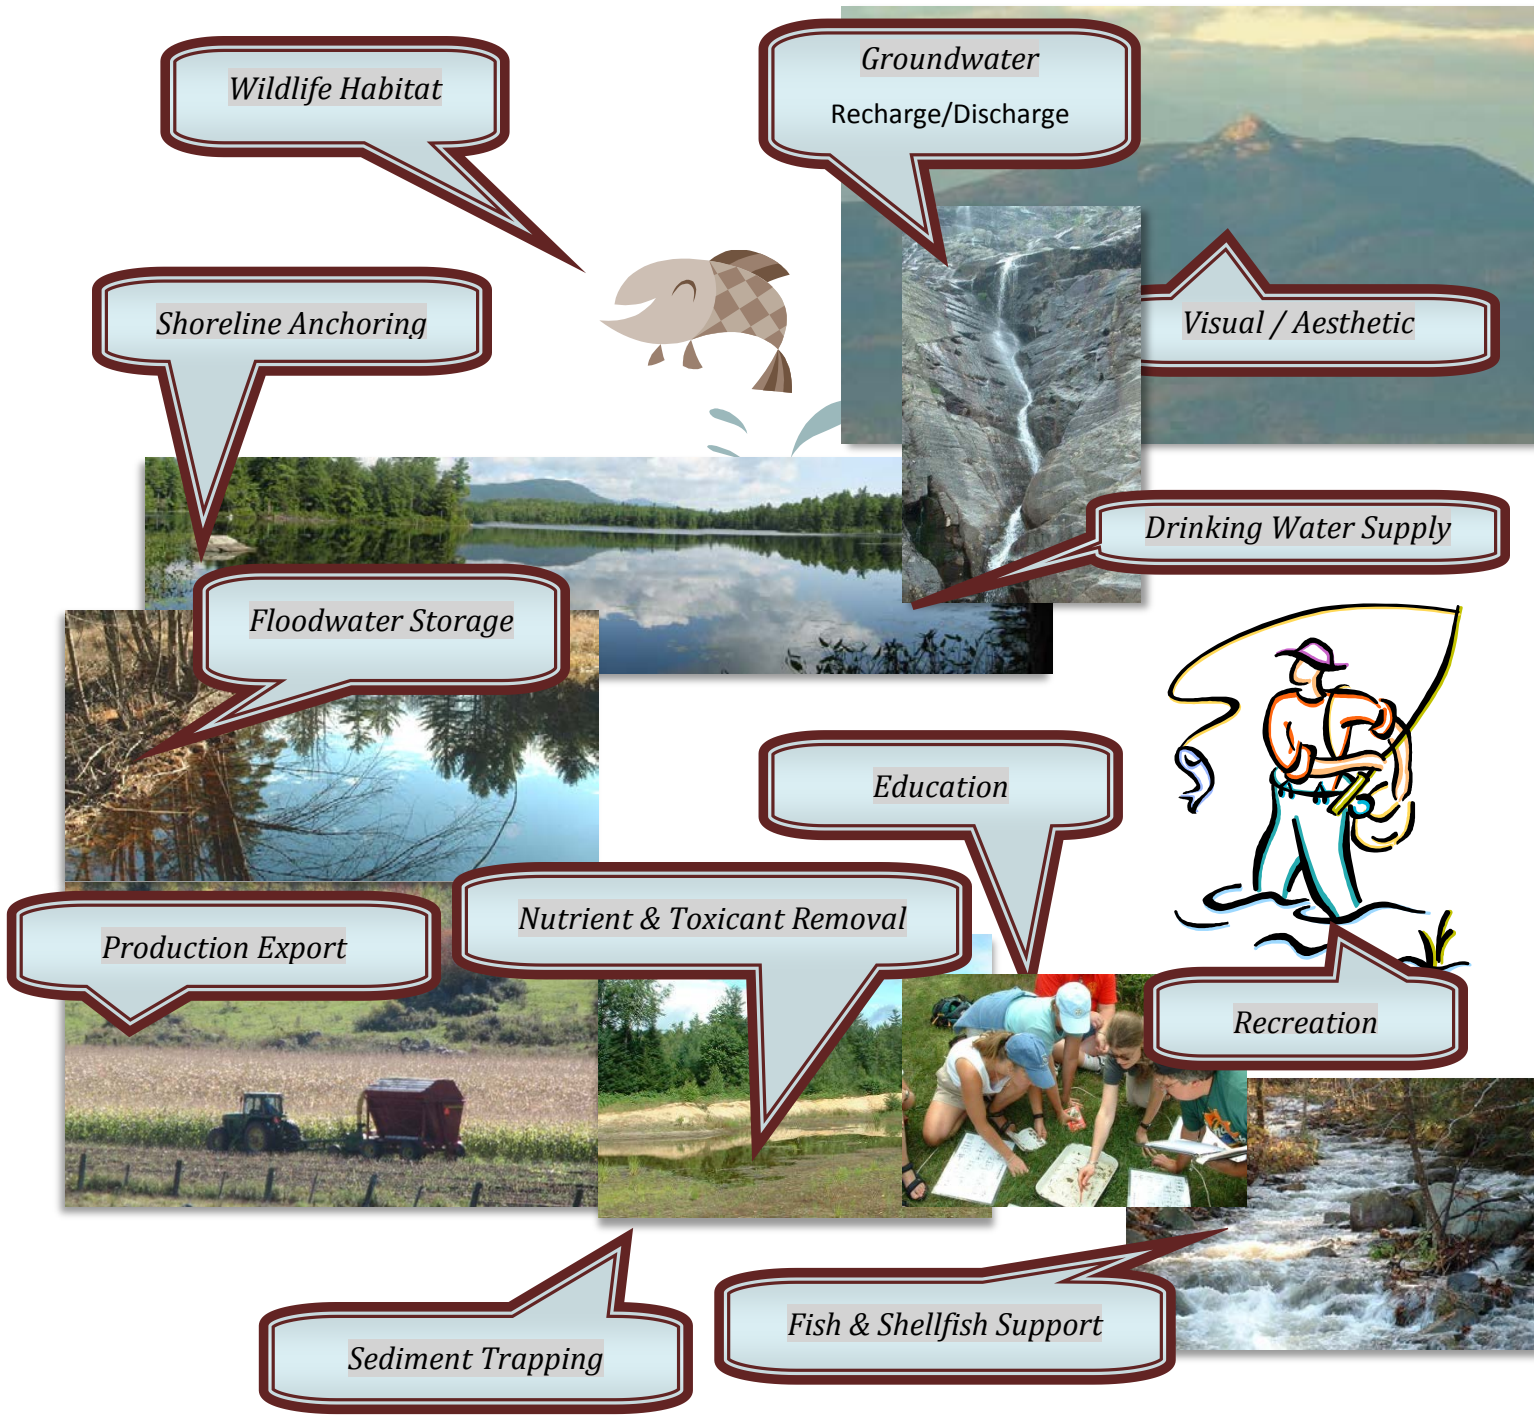 Wildlife Habitat
Groundwater
Recharge/Discharge
Shoreline Anchoring
Visual / Aesthetic
Drinking Water Supply
Floodwater Storage
Education
Nutrient & Toxicant Removal
Production Export
Recreation
Fish & Shellfish Support
Sediment Trapping